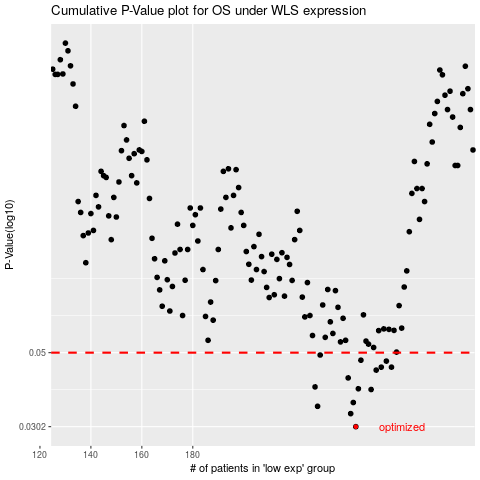 Cumulative P-Value plot for OS under WLS expression
P-Value(log10)
0.05
0.0302
optimized
120 140 160 180
# of patients in 'low exp' group